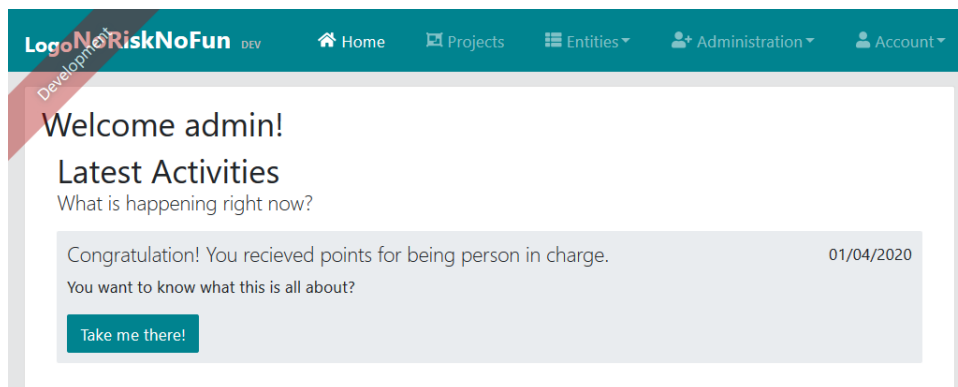 LogoNoRiskNoFun DEV Home Projects Entities Administration Account
Development
Welcome admin!
Latest Activities
What is happening right now?
Congratulation! You recieved points for being person in charge. 01/04/2020
You want to know what this is all about?
Take me there!